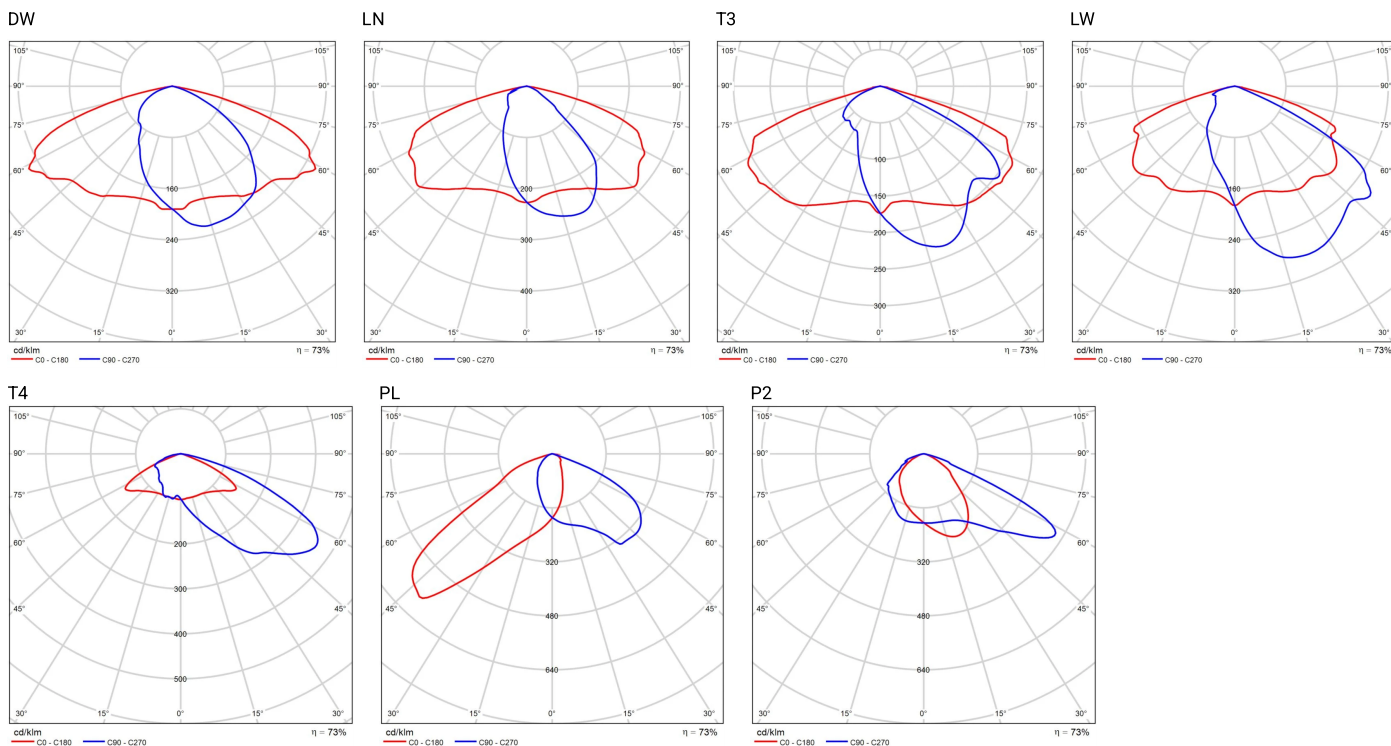 DW LN T3 LW
105° 105° 105° 105° 105° 105° 105° 105°
90° 90° 90° 90° 90° 90° 90° 90°
75° 75° 75° 75° 75° 75° 75° 75°
100
60° 160 60° 60° 200 60° 60° 150 60° 60° 160 60°
45° 240 45° 45° 300 45° 45° 200 45° 45° 240 45°
250
320 400 300 320
30° 15° 0° 15° 30° 30° 15° 0° 15° 30° 30° 15° 0° 15° 30° 30° 15° 0° 15° 30°
cd/klm η = 73% cd/klm η = 73% cd/klm η = 73% cd/klm η = 73%
C0 - C180 C90 - C270 C0 - C180 C90 - C270 C0 - C180 C90 - C270 C0 - C180 C90 - C270
T4 PL P2
105° 105° 105° 105° 105° 105°
90° 90° 90° 90° 90° 90°
75° 75° 75° 75° 75° 75°
60° 200 60° 60° 320 60° 60° 320 60°
300
45° 45° 45° 480 45° 45° 480 45°
400
500 640 640
30° 15° 0° 15° 30° 30° 15° 0° 15° 30° 30° 15° 0° 15° 30°
cd/klm η = 73% cd/klm η = 73% cd/klm η = 73%
C0 - C180 C90 - C270 C0 - C180 C90 - C270 C0 - C180 C90 - C270